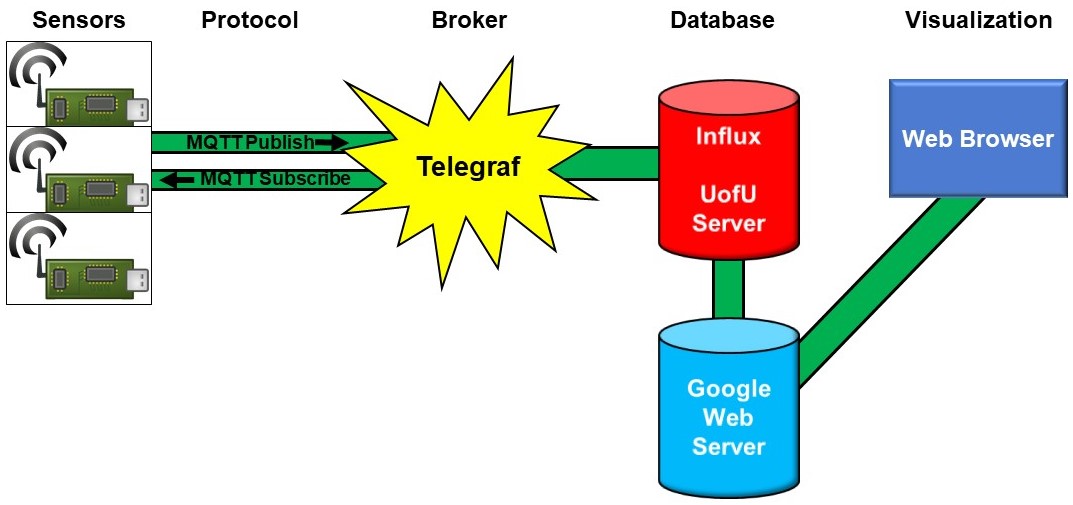 Sensors
Protocol
Broker
Database
Visualization
MQTT Publish
MQTT Subscribe
Telegraf
Influx
UofU
Server
Web Browser
Google
Web
Server